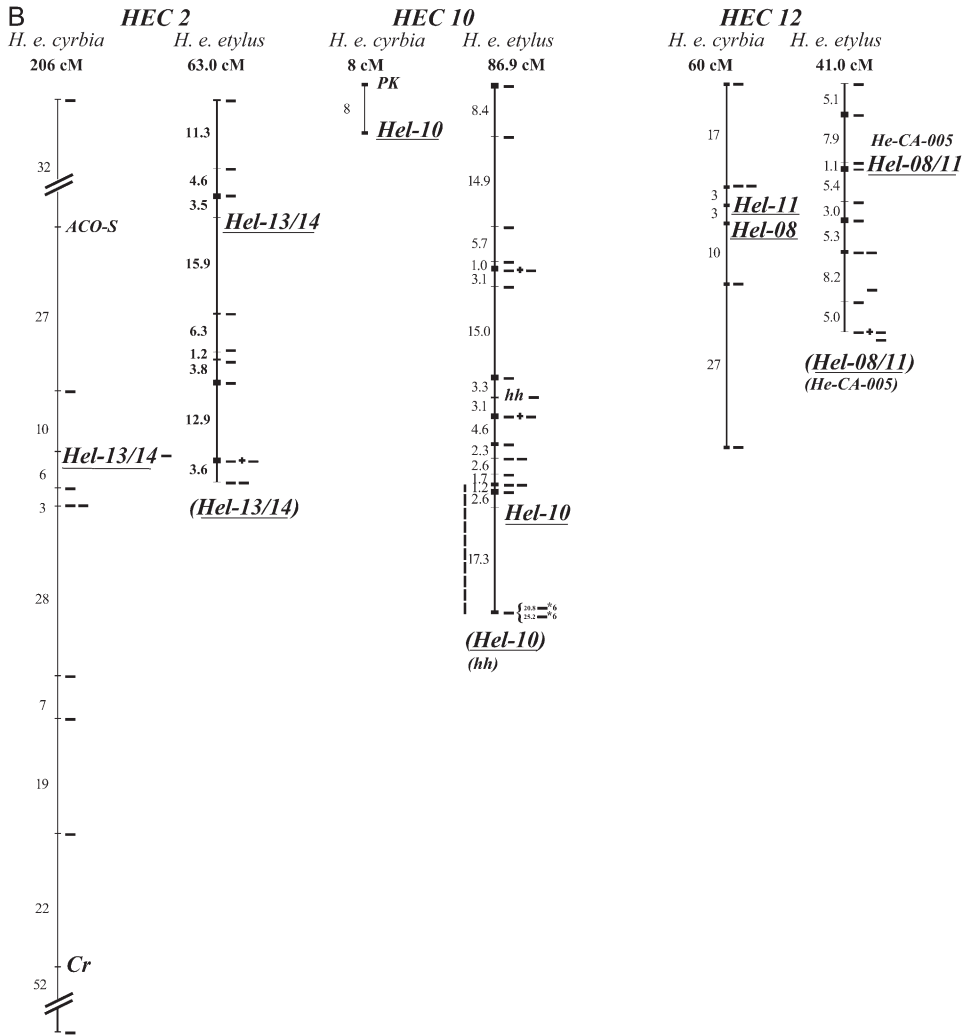 B
HEC 2
HEC 10
HEC 12
H. e. cyrbia
H. e. etylus
H. e. cyrbia
H. e. etylus
H. e. cyrbia
H. e. etylus
206 cM
63.0 cM
8 cM
86.9 cM
60 cM
41.0 cM
32
ACO-S
27
10
Hel-13/14
6
3
28
7
19
22
Cr
52
11.3
4.6
3.5
Hel-13/14
15.9
6.3
1.2
3.8
12.9
3.6
(Hel-13/14)
PK
8
Hel-10
8.4
14.9
5.7
1.0
3.1
15.0
3.3
hh
3.1
4.6
2.3
2.6
1.7
1.2
2.6
Hel-10
17.3
{20.8 *6
{25.2 *6
(Hel-10)
(hh)
17
3
Hel-11
3
Hel-08
10
27
5.1
7.9
He-CA-005
1.1
Hel-08/11
5.4
3.0
5.3
8.2
5.0
(Hel-08/11)
(He-CA-005)